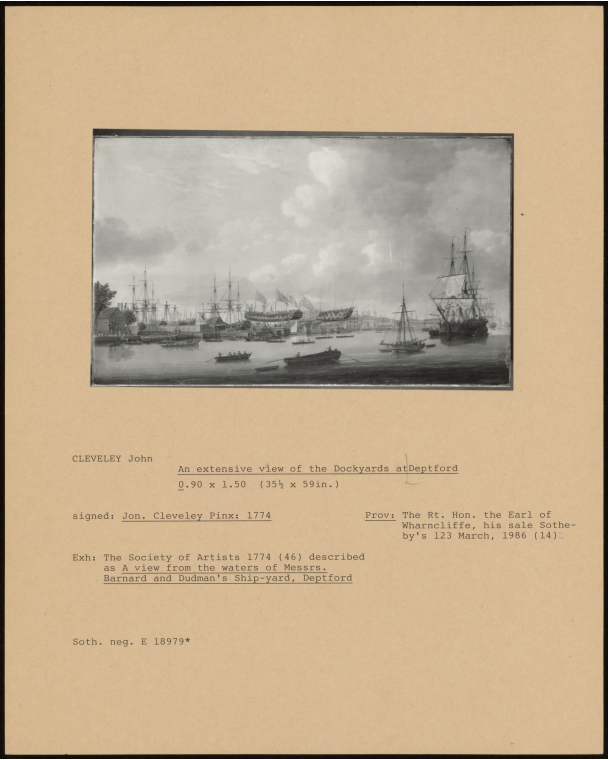 CLEVELEY John
An extensive view of the Dockyards at Deptford
0.90 x 1.50 (35½ x 59in.)
signed: Jon. Cleveley Pinx: 1774
Prov: The Rt. Hon. the Earl of
Wharncliffe, his sale Sothe-
by's 123 March, 1986 (14)
Exh: The Society of Artists 1774 (46) described
as A view from the waters of Messrs.
Barnard and Dudman's Ship-yard, Deptford
Soth. neg. E 18979*